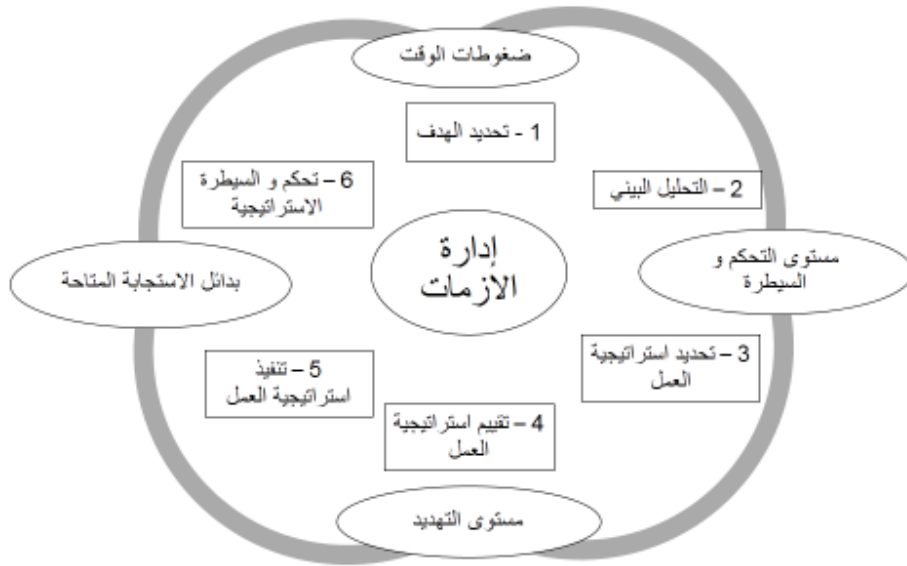 ضغوطات الوقت
1 - تحديد الهدف
6 – تحكم و السيطرة
الاستراتيجية
2 – التحليل البيئي
إدارة
الازمات
مستوى التحكم و
السيطرة
بدائل الاستجابة المتاحة
3 – تحديد استراتيجية
العمل
5 – تنفيذ
استراتيجية العمل
4 – تقييم استراتيجية
العمل
مستوى التهديد